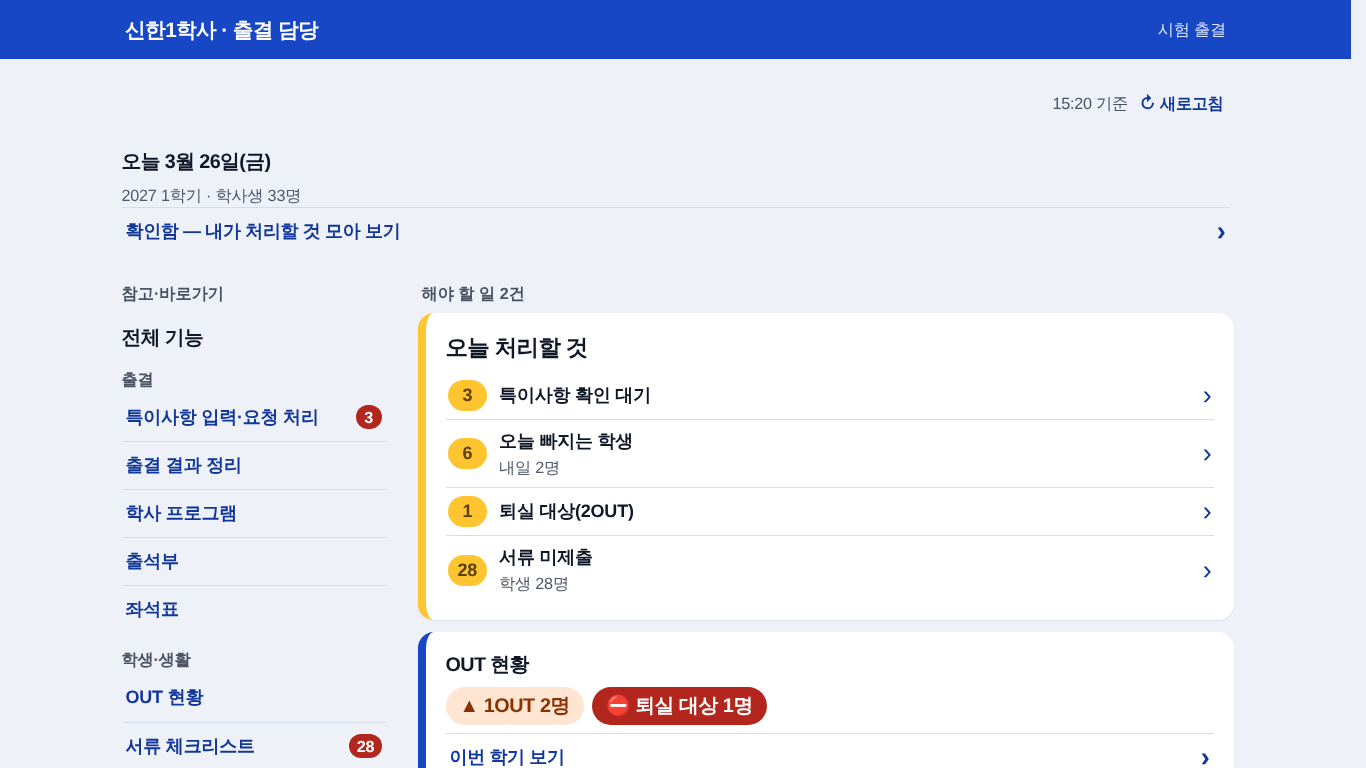 신한1학사 · 출결 담당
시험 출결
15:20 기준 ↻ 새로고침
오늘 3월 26일(금)
2027 1학기 · 학사생 33명
확인함 — 내가 처리할 것 모아 보기 ›
참고·바로가기
전체 기능
출결
특이사항 입력·요청 처리 3
출결 결과 정리
학사 프로그램
출석부
좌석표
학생·생활
OUT 현황
서류 체크리스트 28
해야 할 일 2건
오늘 처리할 것
3 특이사항 확인 대기 ›
6 오늘 빠지는 학생 ›
내일 2명
1 퇴실 대상(2OUT) ›
28 서류 미제출 ›
학생 28명
OUT 현황
▲ 1OUT 2명 ⛔ 퇴실 대상 1명
이번 학기 보기 ›